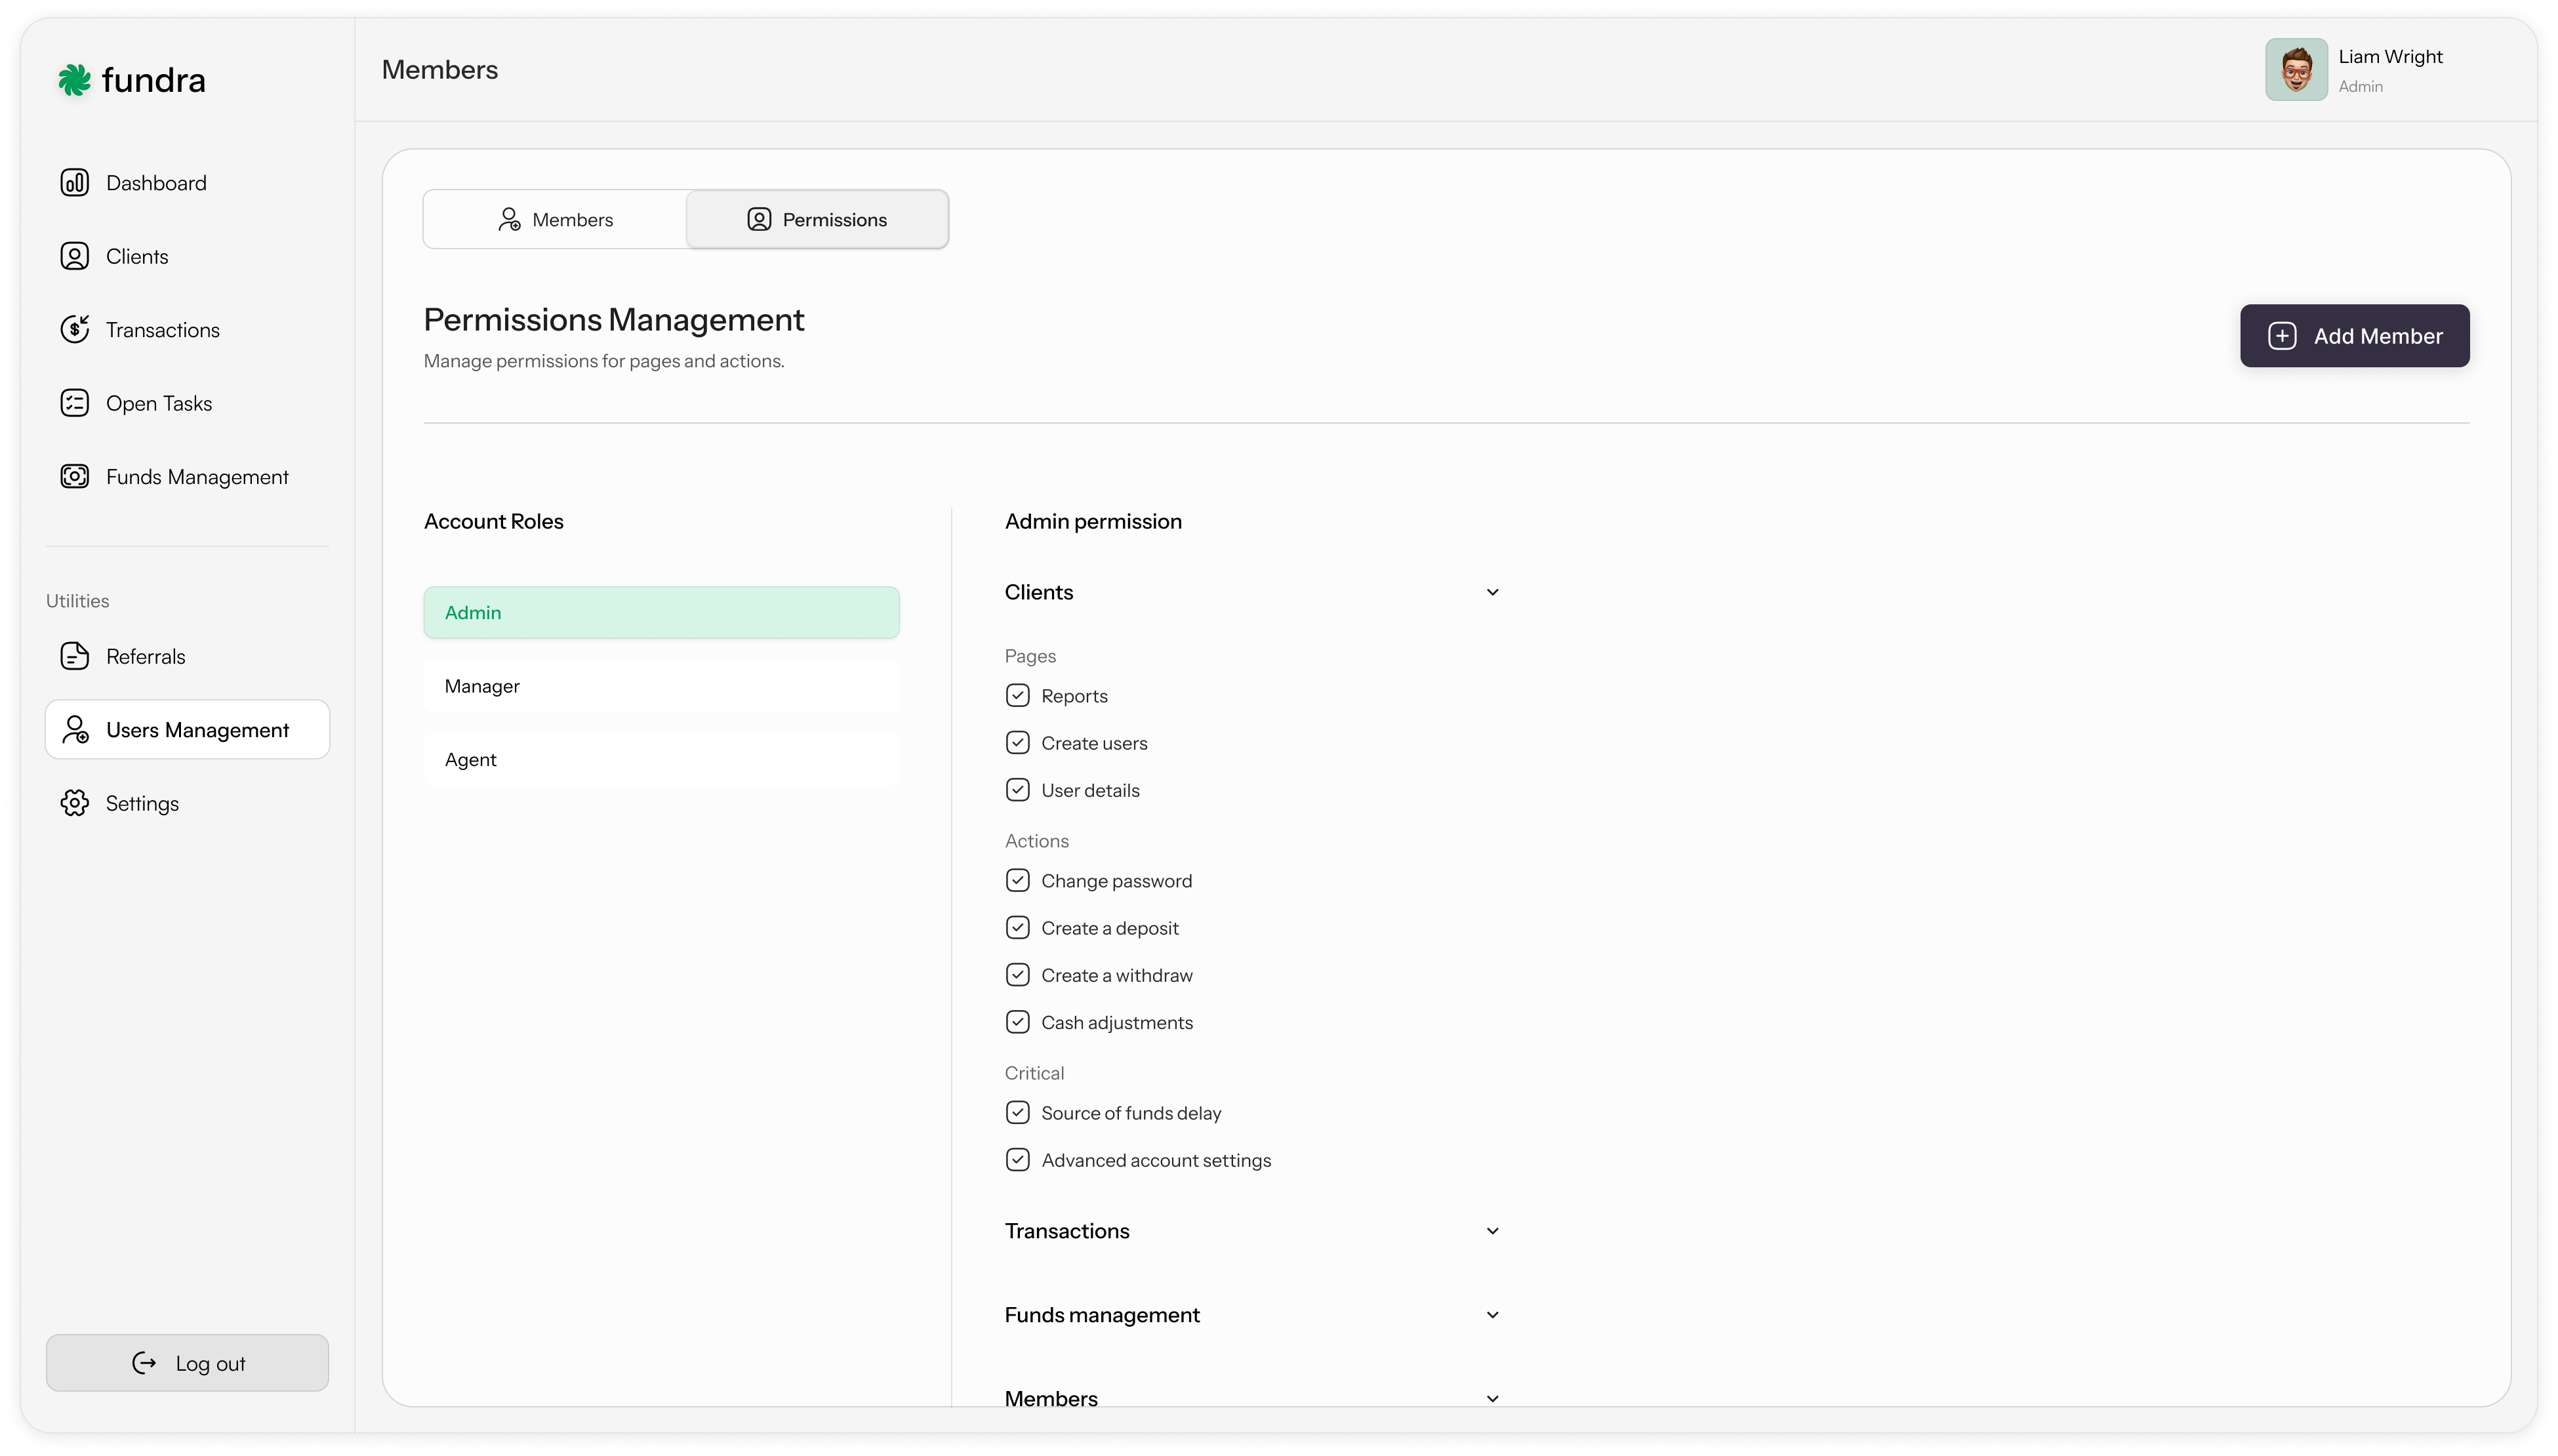 fundra
Dashboard
Clients
Transactions
Open Tasks
Funds Management
Utilities
Referrals
Users Management
Settings
Log out
Members
Liam Wright
Admin
Members
Permissions
Permissions Management
Manage permissions for pages and actions.
Add Member
Account Roles
Admin
Manager
Agent
Admin permission
Clients
Pages
Reports
Create users
User details
Actions
Change password
Create a deposit
Create a withdraw
Cash adjustments
Critical
Source of funds delay
Advanced account settings
Transactions
Funds management
Members